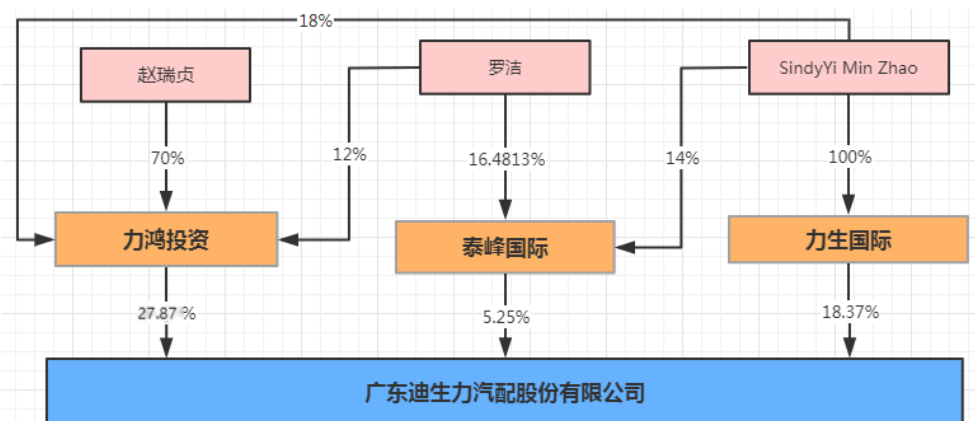 18%
赵瑞贞
罗洁
SindyYi Min Zhao
70%
12%
16.4813%
14%
100%
力鸿投资
泰峰国际
力生国际
27.87%
5.25%
18.37%
广东迪生力汽配股份有限公司